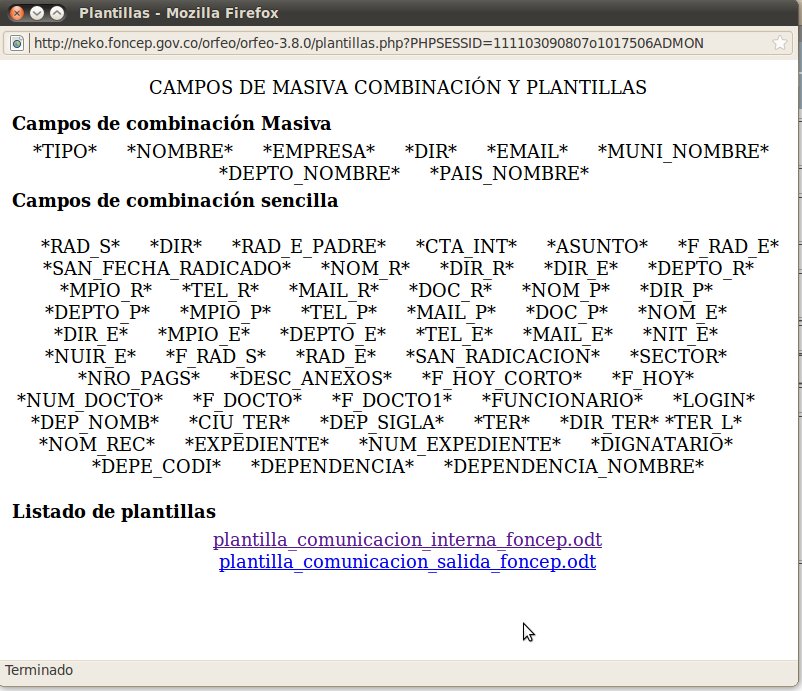 Plantillas - Mozilla Firefox
http://neko.foncep.gov.co/orfeo/orfeo-3.8.0/plantillas.php?PHPSESSID=111103090807o1017506ADMON
CAMPOS DE MASIVA COMBINACIÓN Y PLANTILLAS
Campos de combinación Masiva
*TIPO* *NOMBRE* *EMPRESA* *DIR* *EMAIL* *MUNI_NOMBRE*
*DEPTO_NOMBRE* *PAIS_NOMBRE*
Campos de combinación sencilla
*RAD_S* *DIR* *RAD_E_PADRE* *CTA_INT* *ASUNTO* *F_RAD_E*
*SAN_FECHA_RADICADO* *NOM_R* *DIR_R* *DIR_E* *DEPTO_R*
*MPIO_R* *TEL_R* *MAIL_R* *DOC_R* *NOM_P* *DIR_P*
*DEPTO_P* *MPIO_P* *TEL_P* *MAIL_P* *DOC_P* *NOM_E*
*DIR_E* *MPIO_E* *DEPTO_E* *TEL_E* *MAIL_E* *NIT_E*
*NUIR_E* *F_RAD_S* *RAD_E* *SAN_RADICACION* *SECTOR*
*NRO_PAGS* *DESC_ANEXOS* *F_HOY_CORTO* *F_HOY*
*NUM_DOCTO* *F_DOCTO* *F_DOCTO1* *FUNCIONARIO* *LOGIN*
*DEP_NOMB* *CIU_TER* *DEP_SIGLA* *TER* *DIR_TER* *TER_L*
*NOM_REC* *EXPEDIENTE* *NUM_EXPEDIENTE* *DIGNATARIO*
*DEPE_CODI* *DEPENDENCIA* *DEPENDENCIA_NOMBRE*
Listado de plantillas
plantilla_comunicacion_interna_foncep.odt
plantilla_comunicacion_salida_foncep.odt
Terminado